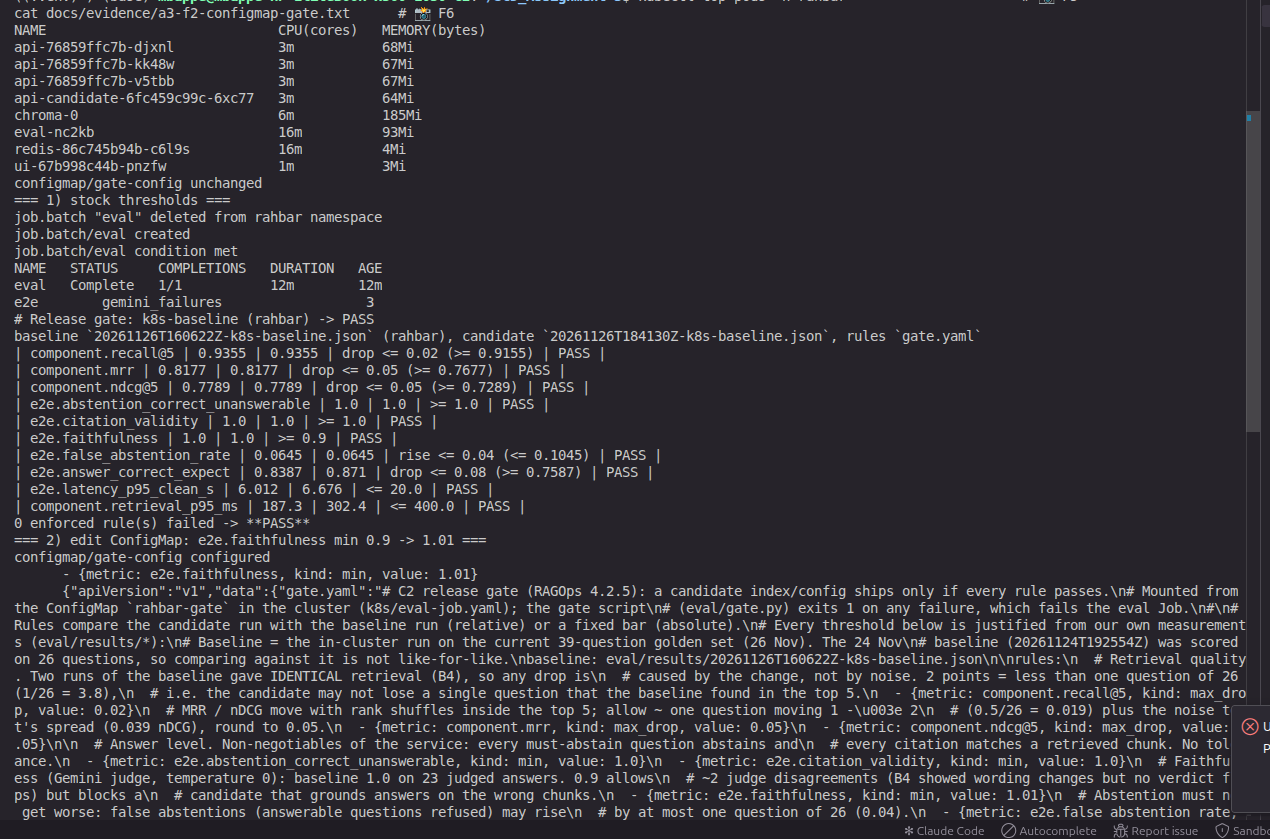 cat docs/evidence/a3-f2-configmap-gate.txt      # 📸 F6
NAME                            CPU(cores)   MEMORY(bytes)
api-76859ffc7b-djxnl            3m           68Mi
api-76859ffc7b-kk48w            3m           67Mi
api-76859ffc7b-v5tbb            3m           67Mi
api-candidate-6fc459c99c-6xc77   3m           64Mi
chroma-0                        6m           185Mi
eval-nc2kb                      16m          93Mi
redis-86c745b94b-c6l9s          16m          4Mi
ui-67b998c44b-pnzfw             1m           3Mi
configmap/gate-config unchanged
=== 1) stock thresholds ===
job.batch "eval" deleted from rahbar namespace
job.batch/eval created
job.batch/eval condition met
NAME   STATUS     COMPLETIONS   DURATION   AGE
eval   Complete   1/1           12m        12m
e2e        gemini_failures                 3
# Release gate: k8s-baseline (rahbar) -> PASS
baseline `20261126T160622Z-k8s-baseline.json` (rahbar), candidate `20261126T184130Z-k8s-baseline.json`, rules `gate.yaml`
| component.recall@5 | 0.9355 | 0.9355 | drop <= 0.02 (>= 0.9155) | PASS |
| component.mrr | 0.8177 | 0.8177 | drop <= 0.05 (>= 0.7677) | PASS |
| component.ndcg@5 | 0.7789 | 0.7789 | drop <= 0.05 (>= 0.7289) | PASS |
| e2e.abstention_correct_unanswerable | 1.0 | 1.0 | >= 1.0 | PASS |
| e2e.citation_validity | 1.0 | 1.0 | >= 1.0 | PASS |
| e2e.faithfulness | 1.0 | 1.0 | >= 0.9 | PASS |
| e2e.false_abstention_rate | 0.0645 | 0.0645 | rise <= 0.04 (<= 0.1045) | PASS |
| e2e.answer_correct_expect | 0.8387 | 0.871 | drop <= 0.08 (>= 0.7587) | PASS |
| e2e.latency_p95_clean_s | 6.012 | 6.676 | <= 20.0 | PASS |
| component.retrieval_p95_ms | 187.3 | 302.4 | <= 400.0 | PASS |
0 enforced rule(s) failed -> **PASS**
=== 2) edit ConfigMap: e2e.faithfulness min 0.9 -> 1.01 ===
configmap/gate-config configured
      - {metric: e2e.faithfulness, kind: min, value: 1.01}
      {"apiVersion":"v1","data":{"gate.yaml":"# C2 release gate (RAGOps 4.2.5): a candidate index/config ships only if every rule passes.\n# Mounted from
the ConfigMap `rahbar-gate` in the cluster (k8s/eval-job.yaml); the gate script\n# (eval/gate.py) exits 1 on any failure, which fails the eval Job.\n#\n#
Rules compare the candidate run with the baseline run (relative) or a fixed bar (absolute).\n# Every threshold below is justified from our own measurement
s (eval/results/*):\n# Baseline = the in-cluster run on the current 39-question golden set (26 Nov). The 24 Nov\n# baseline (20261124T192554Z) was scored
on 26 questions, so comparing against it is not like-for-like.\nbaseline: eval/results/20261126T160622Z-k8s-baseline.json\n\nrules:\n  # Retrieval quality
. Two runs of the baseline gave IDENTICAL retrieval (B4), so any drop is\n  # caused by the change, not by noise. 2 points = less than one question of 26
(1/26 = 3.8),\n  # i.e. the candidate may not lose a single question that the baseline found in the top 5.\n  - {metric: component.recall@5, kind: max_dro
p, value: 0.02}\n  # MRR / nDCG move with rank shuffles inside the top 5; allow ~ one question moving 1 -\u003e 2\n  # (0.5/26 = 0.019) plus the noise t
t's spread (0.039 nDCG), round to 0.05.\n  - {metric: component.mrr, kind: max_drop, value: 0.05}\n  - {metric: component.ndcg@5, kind: max_drop, value:
.05}\n\n  # Answer level. Non-negotiables of the service: every must-abstain question abstains and\n  # every citation matches a retrieved chunk. No tol
ance.\n  - {metric: e2e.abstention_correct_unanswerable, kind: min, value: 1.0}\n  - {metric: e2e.citation_validity, kind: min, value: 1.0}\n  # Faithfu
ess (Gemini judge, temperature 0): baseline 1.0 on 23 judged answers. 0.9 allows\n  # ~2 judge disagreements (B4 showed wording changes but no verdict f
ps) but blocks a\n  # candidate that grounds answers on the wrong chunks.\n  - {metric: e2e.faithfulness, kind: min, value: 1.01}\n  # Abstention must n
get worse: false abstentions (answerable questions refused) may rise\n  # by at most one question of 26 (0.04).\n  - {metric: e2e.false_abstention_rate,
Claude Code  Autocomplete  Report issue  Sandb